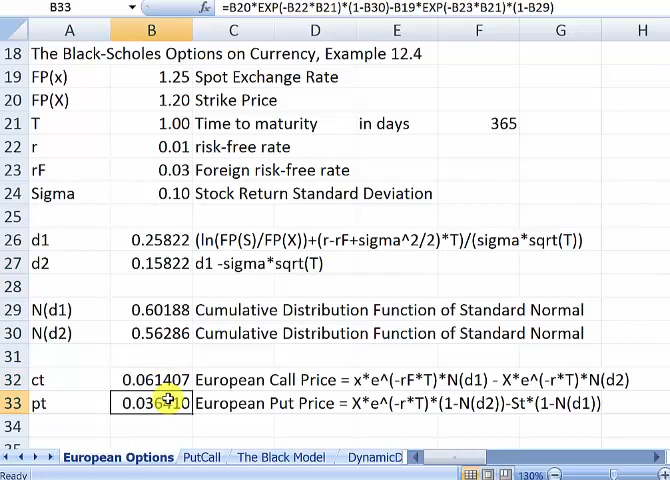 B33 fx =B20*EXP(-B22*B21)*(1-B30)-B19*EXP(-B23*B21)*(1-B29)
A B C D E F G H
18 The Black-Scholes Options on Currency, Example 12.4
19 FP(x) 1.25 Spot Exchange Rate
20 FP(X) 1.20 Strike Price
21 T 1.00 Time to maturity in days 365
22 r 0.01 risk-free rate
23 rF 0.03 Foreign risk-free rate
24 Sigma 0.10 Stock Return Standard Deviation
25
26 d1 0.25822 (ln(FP(S)/FP(X))+(r-rF+sigma^2/2)*T)/(sigma*sqrt(T))
27 d2 0.15822 d1 -sigma*sqrt(T)
28
29 N(d1) 0.60188 Cumulative Distribution Function of Standard Normal
30 N(d2) 0.56286 Cumulative Distribution Function of Standard Normal
31
32 ct 0.061407 European Call Price = x*e^(-rF*T)*N(d1) - X*e^(-r*T)*N(d2)
33 pt 0.036410 European Put Price = X*e^(-r*T)*(1-N(d2))-St*(1-N(d1))
34
European Options PutCall The Black Model DynamicD
Ready 130%